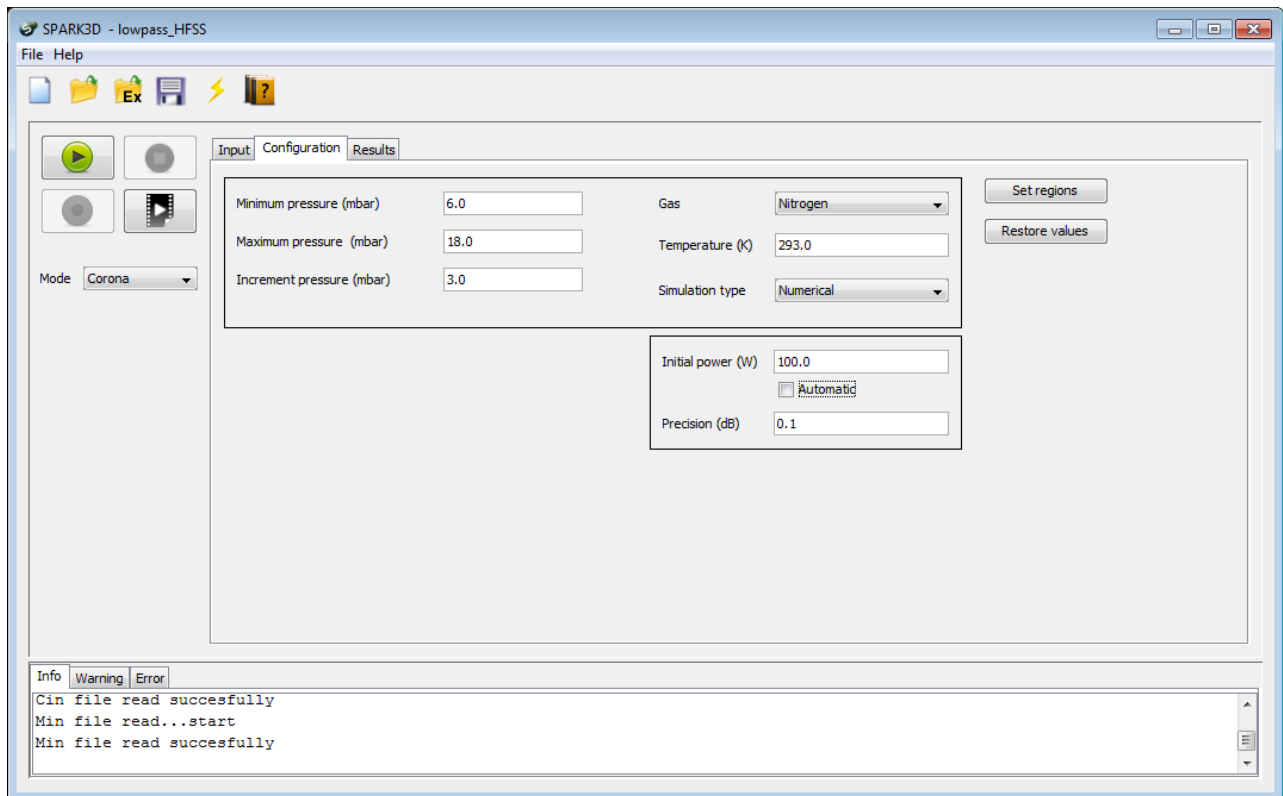 SPARK3D - lowpass_HFSS
File Help
Ex ?
Input Configuration Results
Minimum pressure (mbar) 6.0 Gas Nitrogen Set regions
Maximum pressure (mbar) 18.0 Temperature (K) 293.0 Restore values
Mode Corona Increment pressure (mbar) 3.0 Simulation type Numerical
Initial power (W) 100.0
Automatic
Precision (dB) 0.1
Info Warning Error
Cin file read succesfully
Min file read...start
Min file read succesfully